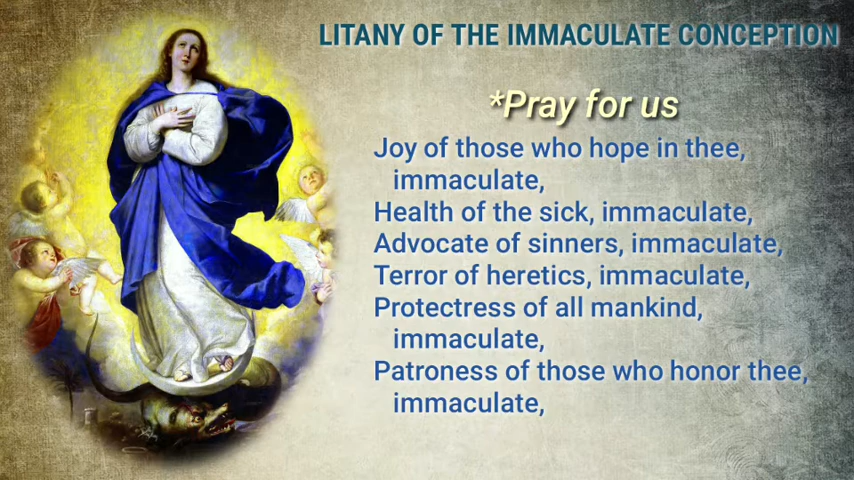 LITANY OF THE IMMACULATE CONCEPTION
*Pray for us
Joy of those who hope in thee,
immaculate,
Health of the sick, immaculate,
Advocate of sinners, immaculate,
Terror of heretics, immaculate,
Protectress of all mankind,
immaculate,
Patroness of those who honor thee,
immaculate,